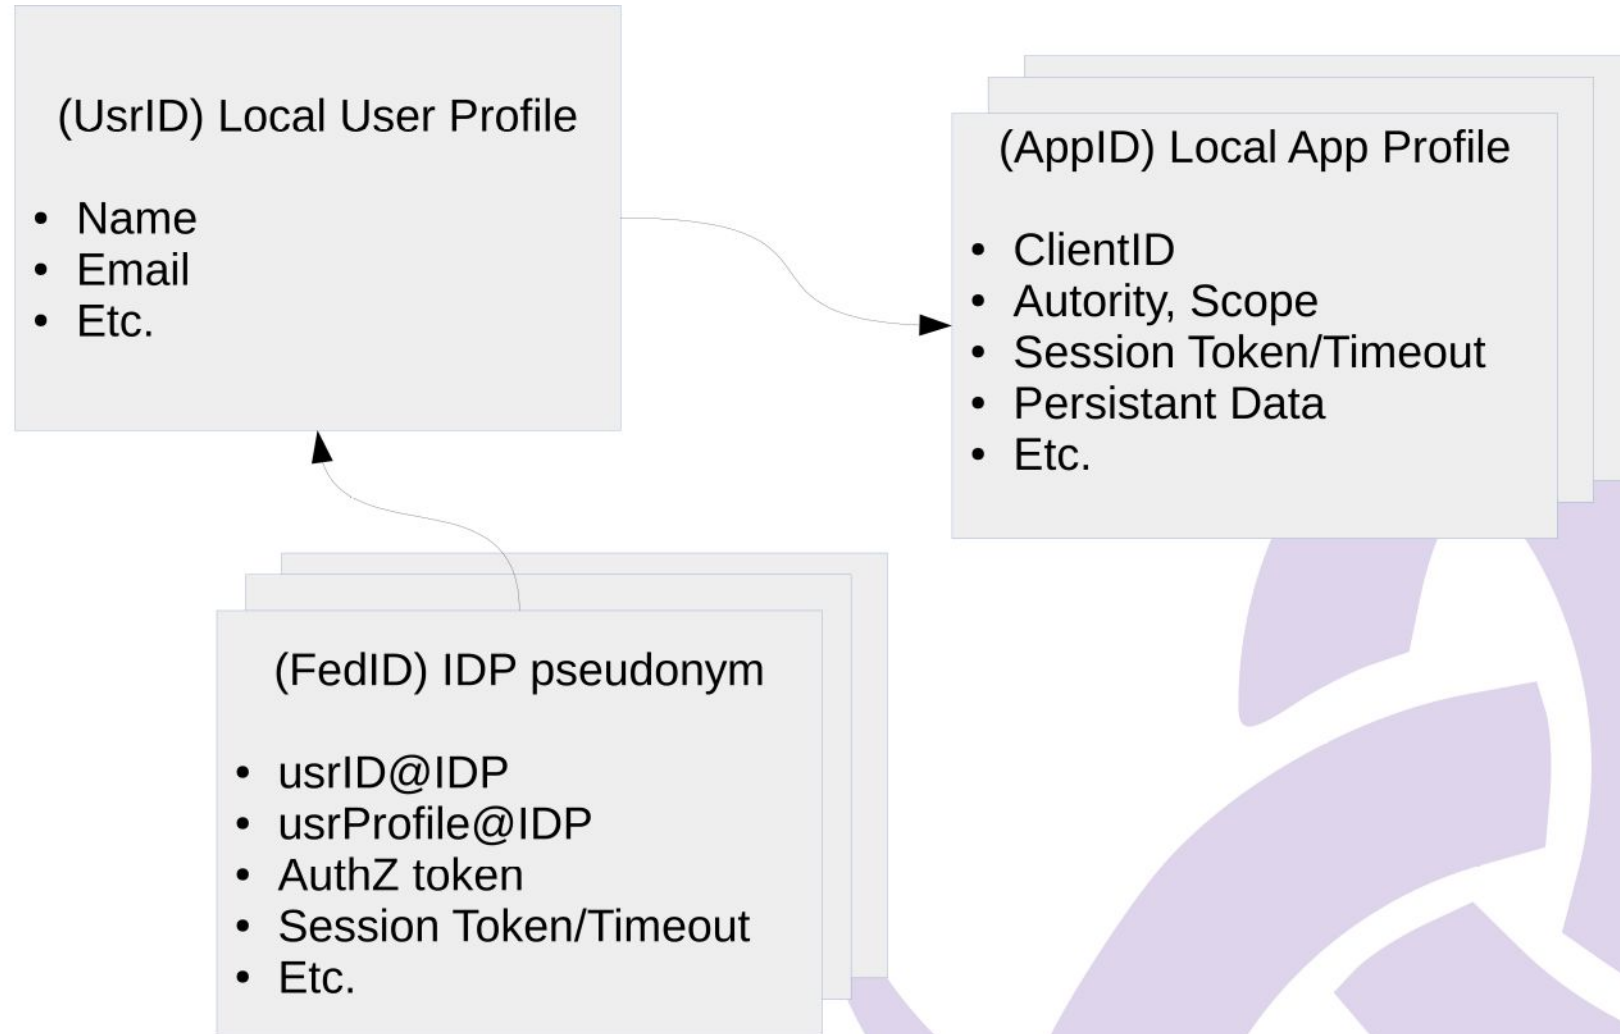 (UsrID) Local User Profile
• Name
• Email
• Etc.
(AppID) Local App Profile
• ClientID
• Autority, Scope
• Session Token/Timeout
• Persistant Data
• Etc.
(FedID) IDP pseudonym
• usrID@IDP
• usrProfile@IDP
• AuthZ token
• Session Token/Timeout
• Etc.